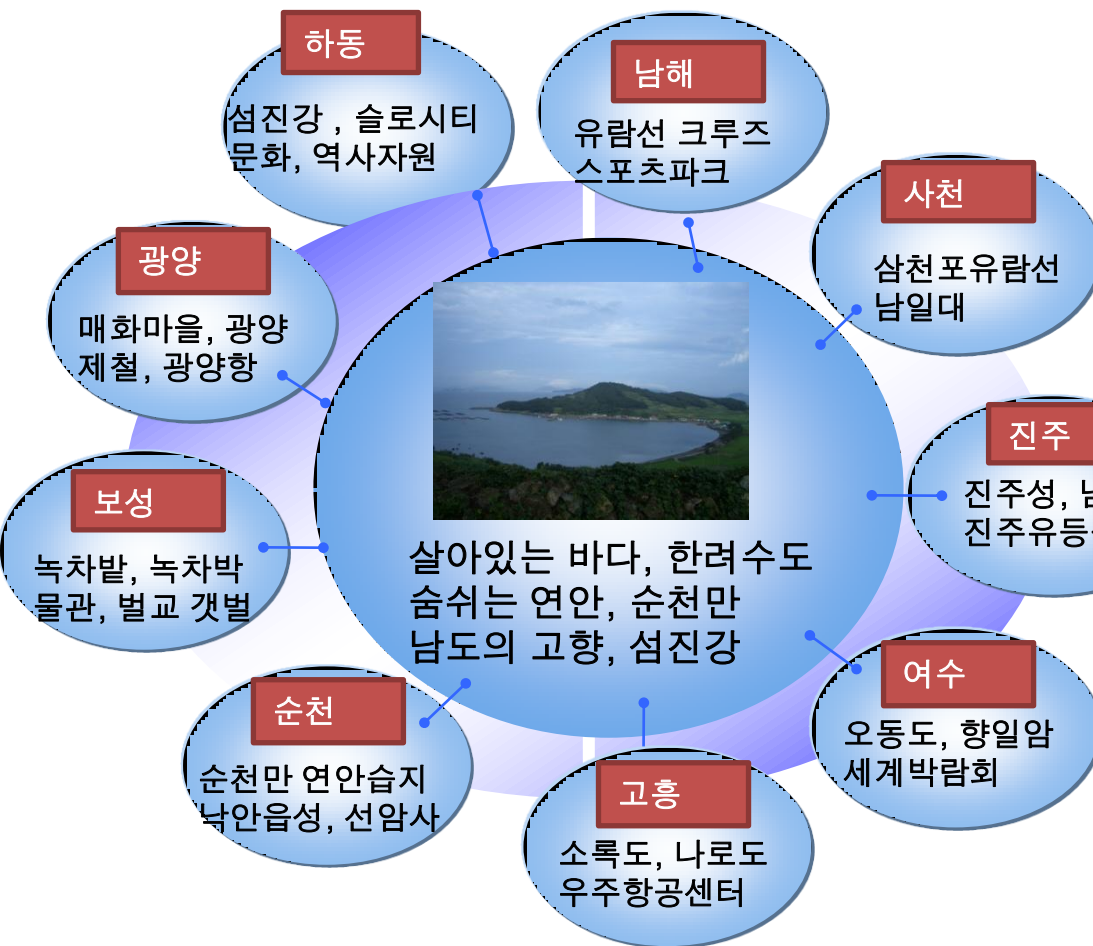 하동
섬진강 , 슬로시티
문화, 역사자원
남해
유람선 크루즈
스포츠파크
사천
삼천포유람선
남일대
광양
매화마을, 광양
제철, 광양항
진주
진주성,
진주유등
보성
녹차밭, 녹차박
물관, 벌교 갯벌
살아있는 바다, 한려수도
숨쉬는 연안, 순천만
남도의 고향, 섬진강
여수
오동도, 향일암
세계박람회
순천
순천만 연안습지
낙안읍성, 선암사
고흥
소록도, 나로도
우주항공센터